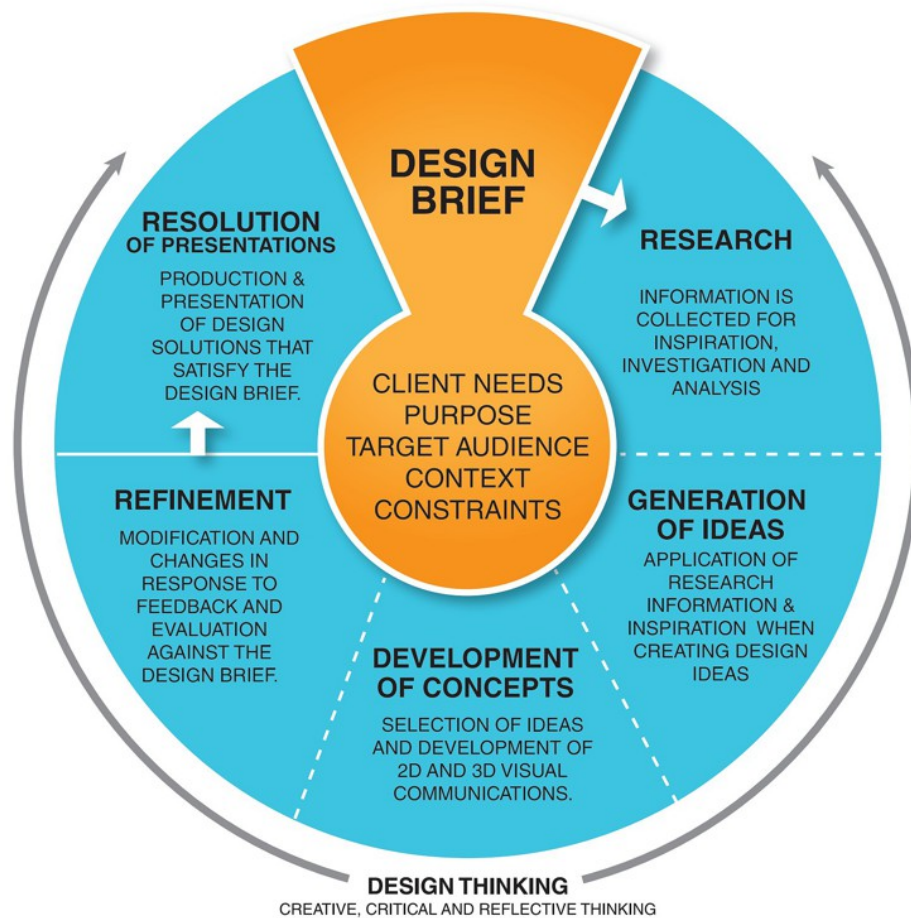 DESIGN
BRIEF
CLIENT NEEDS
PURPOSE
TARGET AUDIENCE
CONTEXT
CONSTRAINTS
RESEARCH
INFORMATION IS
COLLECTED FOR
INSPIRATION,
INVESTIGATION AND
ANALYSIS
GENERATION
OF IDEAS
APPLICATION OF
RESEARCH
INFORMATION &
INSPIRATION WHEN
CREATING DESIGN
IDEAS
DEVELOPMENT
OF CONCEPTS
SELECTION OF IDEAS
AND DEVELOPMENT OF
2D AND 3D VISUAL
COMMUNICATIONS.
REFINEMENT
MODIFICATION AND
CHANGES IN
RESPONSE TO
FEEDBACK AND
EVALUATION
AGAINST THE
DESIGN BRIEF.
RESOLUTION
OF PRESENTATIONS
PRODUCTION &
PRESENTATION
OF DESIGN
SOLUTIONS THAT
SATISFY THE
DESIGN BRIEF.
DESIGN THINKING
CREATIVE, CRITICAL AND REFLECTIVE THINKING